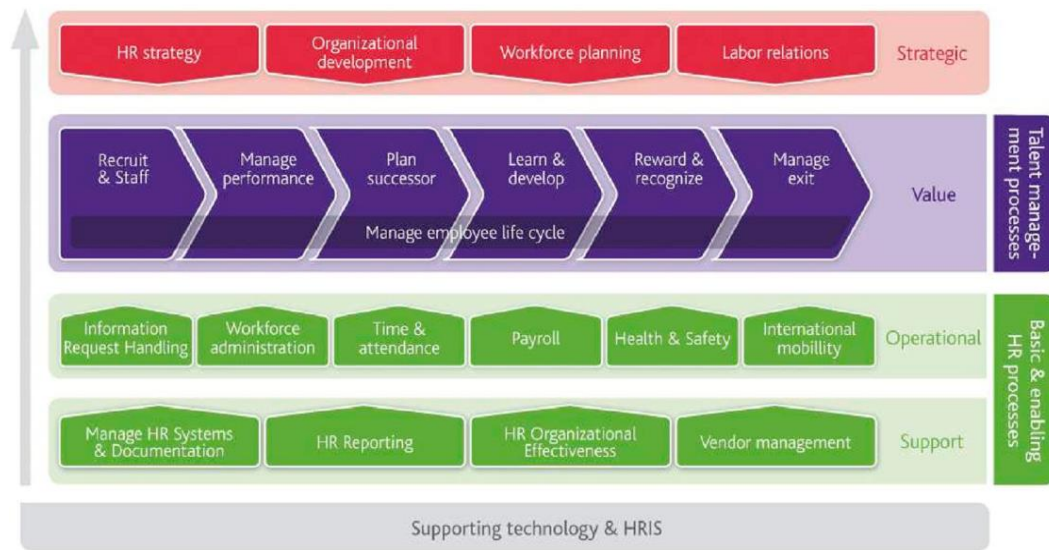 HR strategy
Organizational
development
Workforce planning
Labor relations
Strategic
Recruit
& Staff
Manage
performance
Plan
successor
Learn &
develop
Reward &
recognize
Manage
exit
Manage employee life cycle
Value
Talent manage-
ment processes
Information
Request Handling
Workforce
administration
Time &
attendance
Payroll
Health & Safety
International
mobillity
Operational
Manage HR Systems
& Documentation
HR Reporting
HR Organizational
Effectiveness
Vendor management
Support
Basic & enabling
HR processes
Supporting technology & HRIS